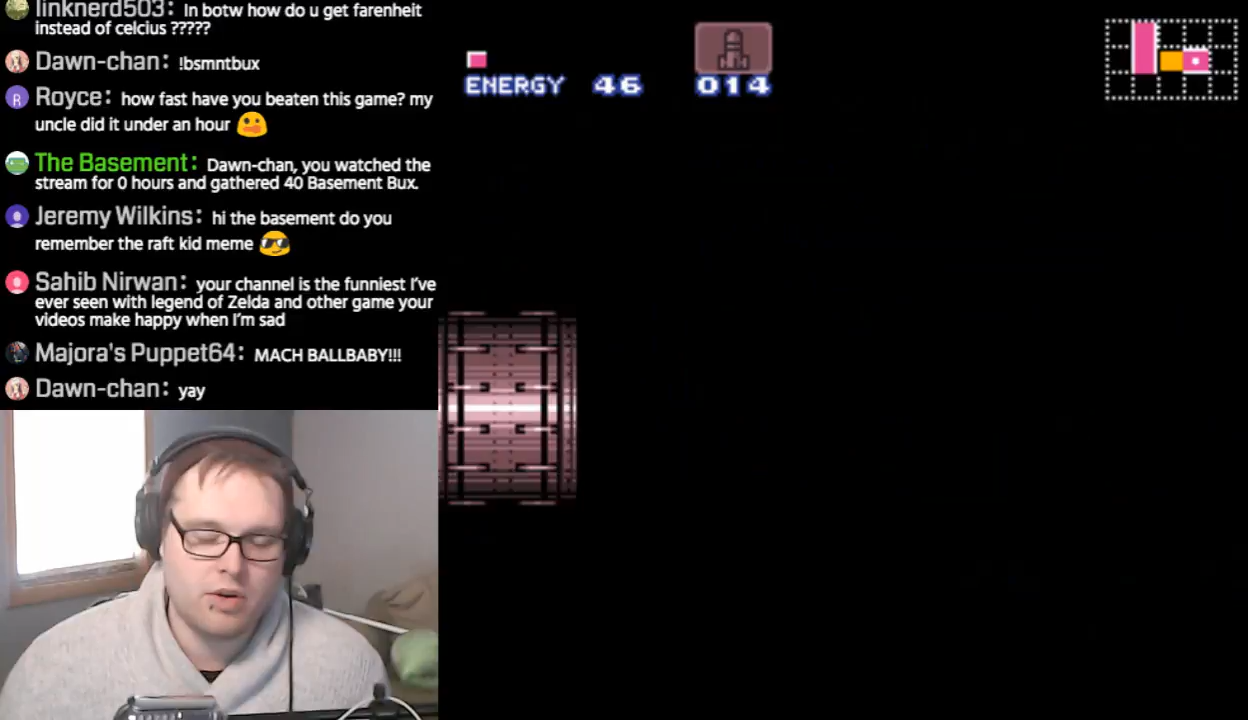 linknerd503: In botw how do u get farenheit
instead of celcius ?????
Dawn-chan: !bsmntbux
R
Royce: how fast have you beaten this game? my
uncle did it under an hour
The Basement: Dawn-chan, you watched the
stream for 0 hours and gathered 40 Basement Bux.
Jeremy Wilkins: hi the basement do you
remember the raft kid meme
Sahib Nirwan: your channel is the funniest I've
ever seen with legend of Zelda and other game your
videos make happy when I'm sad
Majora's Puppet64: MACH BALLBABY!!!
Dawn-chan: yay
ENERGY 46
014